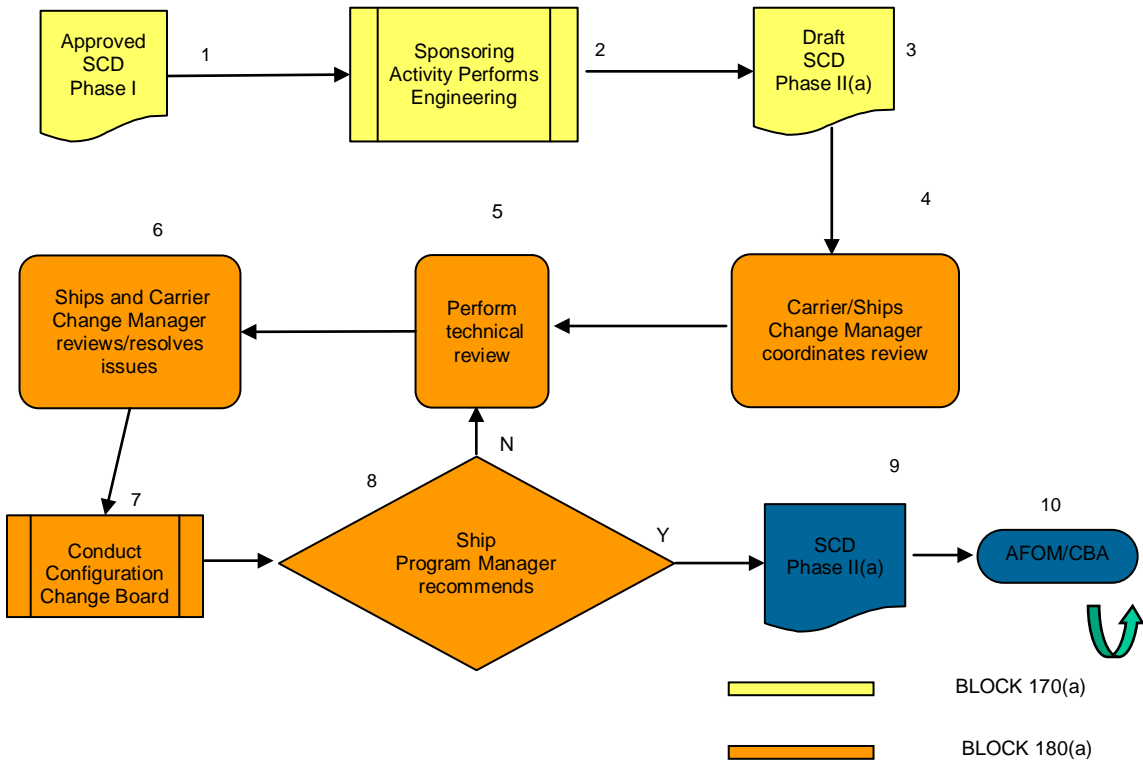 Approved
SCD
Phase I
1
Sponsoring
Activity Performs
Engineering
2
Draft
SCD
Phase II(a)
3
4
Carrier/Ships
Change Manager
coordinates review
5
Perform
technical
review
6
Ships and Carrier
Change Manager
reviews/resolves
issues
7
Conduct
Configuration
Change Board
8
Ship
Program Manager
recommends
N
Y
9
SCD
Phase II(a)
10
AFOM/CBA
BLOCK 170(a)
BLOCK 180(a)